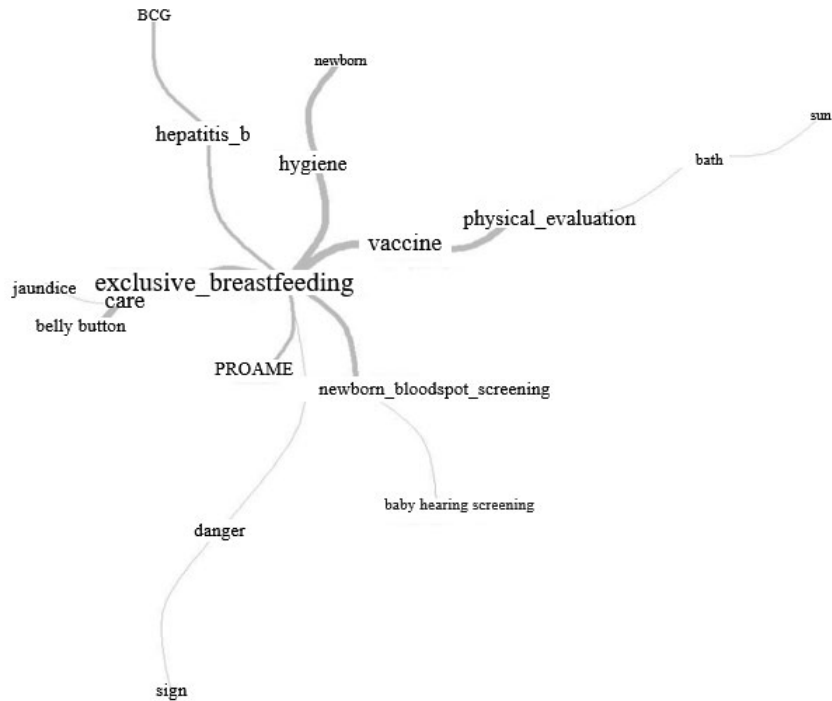 BCG
newborn
sun
hepatitis_b
bath
hygiene
physical_evaluation
vaccine
exclusive_breastfeeding
jaundice
care
belly button
PROAME
newborn_bloodspot_screening
baby hearing screening
danger
sign